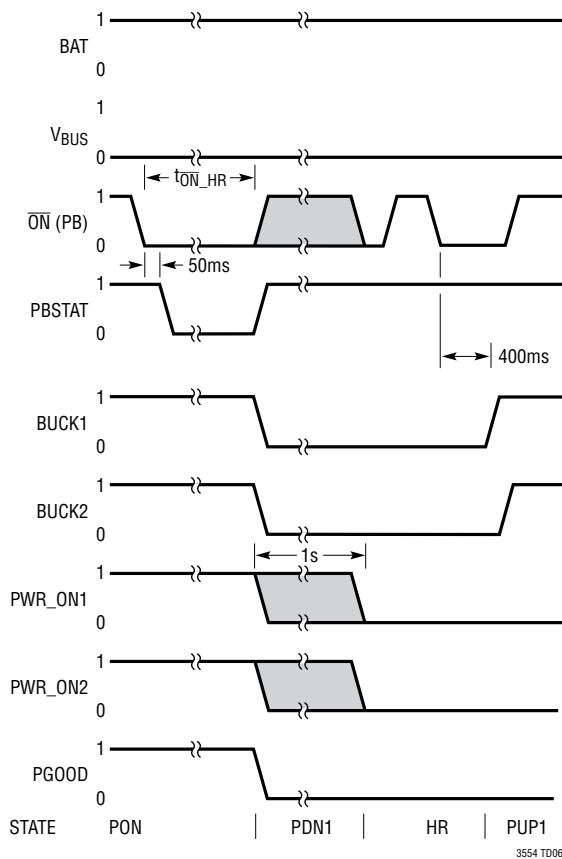 1
BAT
0
1
VBUS
0
tON_HR
1
ON (PB)
0
50ms
1
PBSTAT
0
400ms
1
BUCK1
0
1
BUCK2
0
1s
1
PWR_ON1
0
1
PWR_ON2
0
1
PGOOD
0
STATE PON PDN1 HR PUP1
3554 TD06